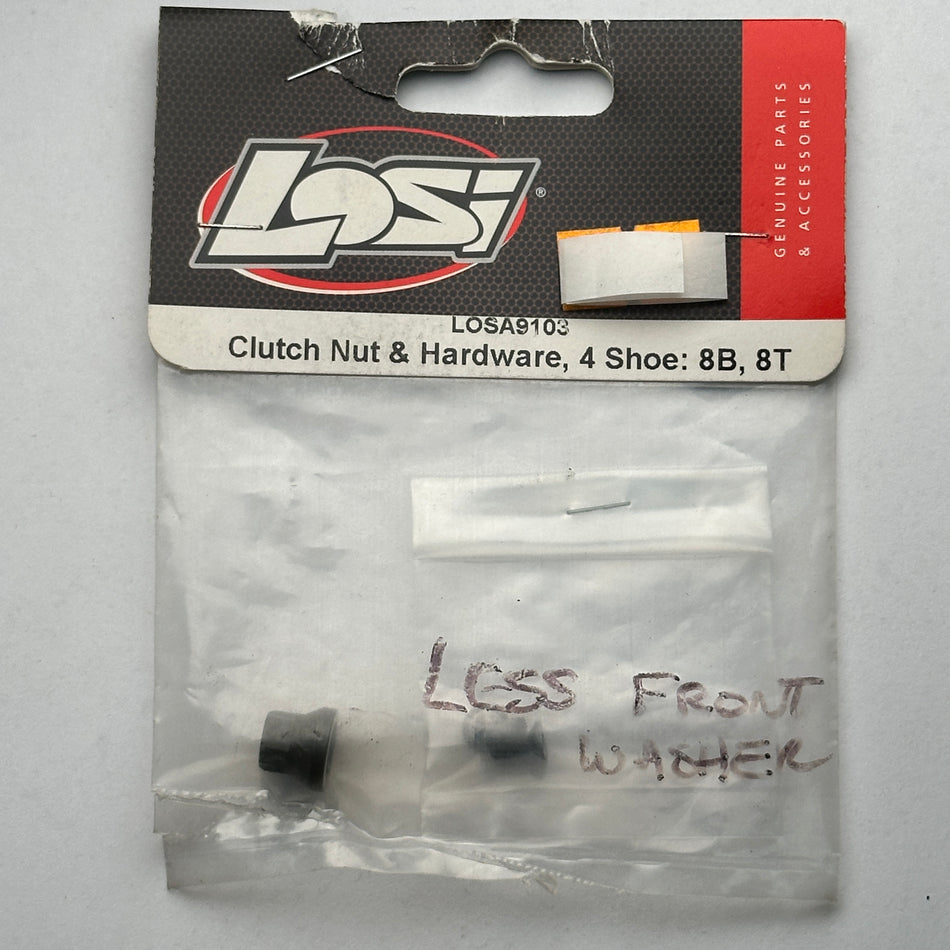 GENUINE PARTS
& ACCESSORIES
LOSI®
LOSA9103
Clutch Nut & Hardware, 4 Shoe: 8B, 8T
LESS FRONT
WASHER